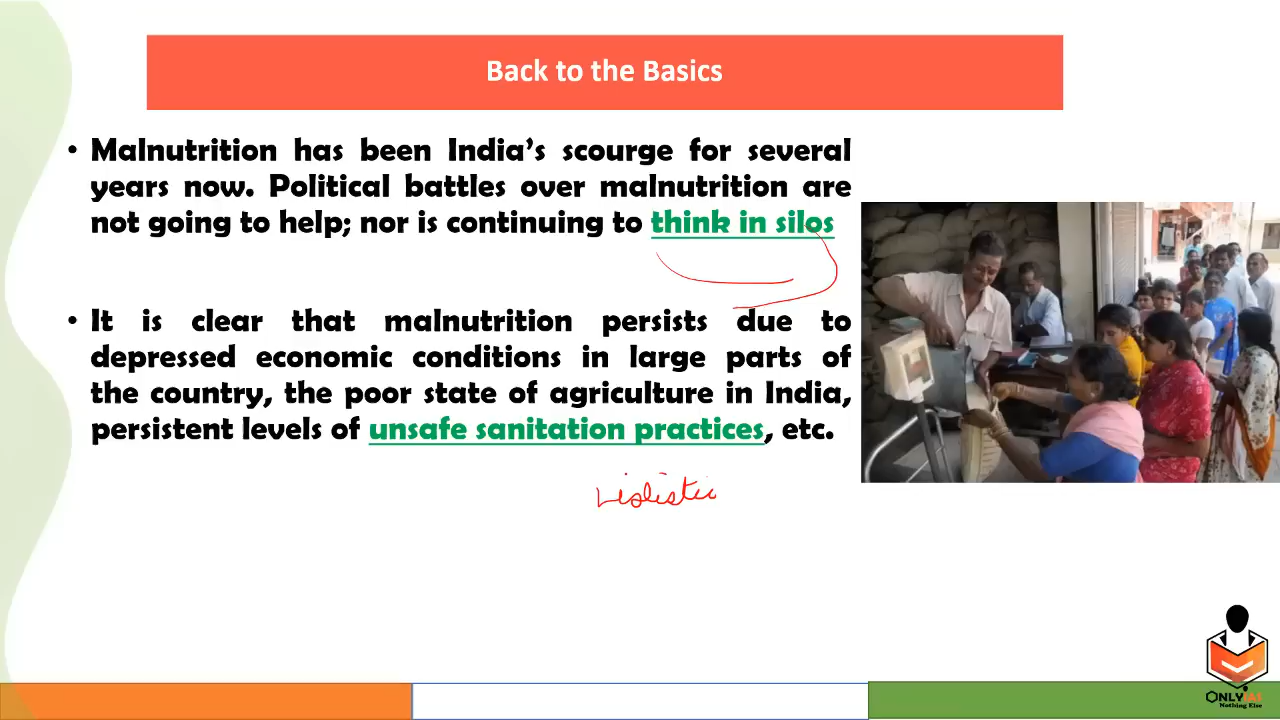 Back to the Basics
• Malnutrition has been India's scourge for several
years now. Political battles over malnutrition are
not going to help; nor is continuing to think in silos
• It is clear that malnutrition persists due to
depressed economic conditions in large parts of
the country, the poor state of agriculture in India,
persistent levels of unsafe sanitation practices, etc.
ONLYIAS
Nothing Else